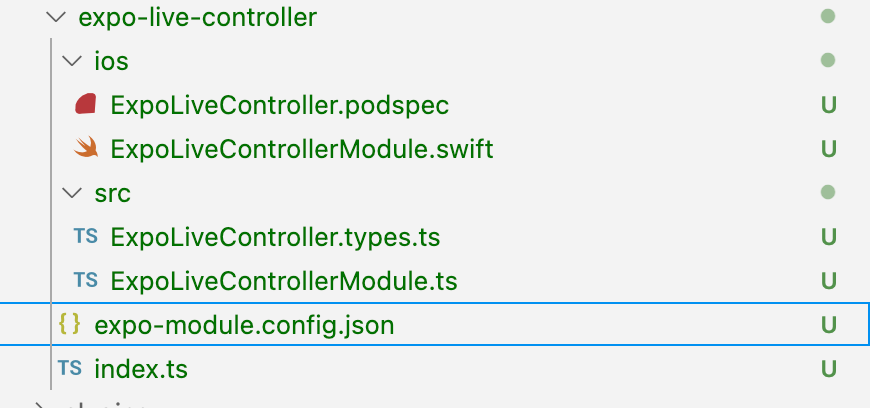 expo-live-controller
ios
ExpoLiveController.podspec U
ExpoLiveControllerModule.swift U
src
TS ExpoLiveController.types.ts U
TS ExpoLiveControllerModule.ts U
{} expo-module.config.json U
TS index.ts U